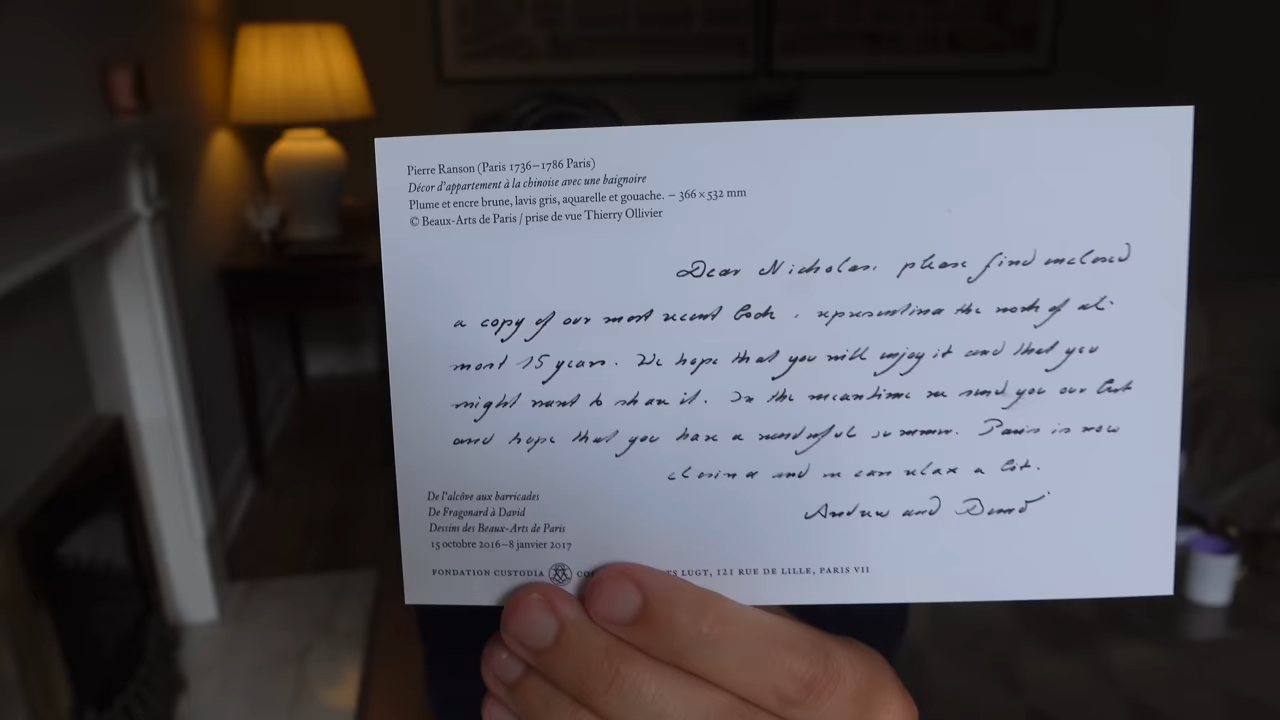 Pierre Ranson (Paris 1736–1786 Paris)
Décor d'appartement à la chinoise avec une baignoire
Plume et encre brune, lavis gris, aquarelle et gouache. – 366 × 532 mm
© Beaux-Arts de Paris / prise de vue Thierry Ollivier
Dear Nicholas, please find enclosed
a copy of our most recent book, representing the work of al-
most 15 years. We hope that you will enjoy it and that you
might want to share it. In the meantime we send you our best
and hope that you have a wonderful summer. Paris is now
closing and we can relax a bit.
Andrew and
De l'alcôve aux barricades
De Fragonard à David
Dessins des Beaux-Arts de Paris
15 octobre 2016–8 janvier 2017
FONDATION CUSTODIA LUGT, 121 RUE DE LILLE, PARIS VII